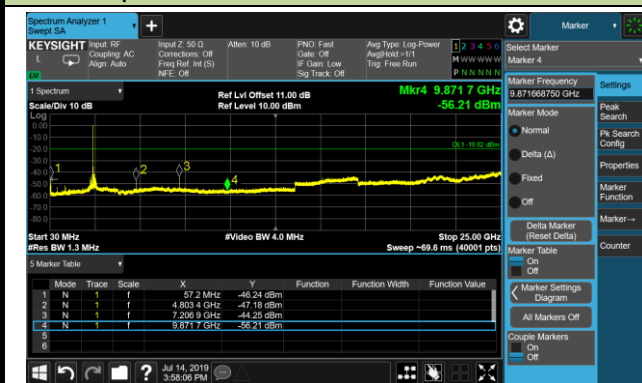 Spectrum Analyzer 1
Swept SA
+
Marker
KEYSIGHT
Input: RF
Coupling: AC
Align: Auto
Input Z: 50 Ω
Corrections: Off
Freq Ref: Int (S)
NFE: Off
Atten: 10 dB
PNO: Fast
Gate: Off
IF Gain: Low
Sig Track: Off
Avg Type: Log-Power
Avg|Hold:>1/1
Trig: Free Run
1 2 3 4 5 6
M W W W W W
P N N N N N
L
LV
Select Marker
Marker 4
1 Spectrum
Scale/Div 10 dB
Log
Ref Lvl Offset 11.00 dB
Ref Level 10.00 dBm
Mkr4 9.871 7 GHz
-56.21 dBm
0.00
-10.0
-20.0
-30.0
-40.0
-50.0
-60.0
-70.0
-80.0
DL1 -19.82 dBm
1
2
3
4
Start 30 MHz
#Res BW 1.3 MHz
#Video BW 4.0 MHz
Stop 25.00 GHz
Sweep ~69.6 ms (40001 pts)
5 Marker Table
Mode Trace Scale X Y Function Function Width Function Value
1 N 1 f 57.2 MHz -46.24 dBm
2 N 1 f 4.803 4 GHz -47.18 dBm
3 N 1 f 7.206 9 GHz -44.25 dBm
4 N 1 f 9.871 7 GHz -56.21 dBm
5
6
Marker Frequency
9.871668750 GHz
Marker Mode
Normal
Delta (Δ)
Fixed
Off
Delta Marker
(Reset Delta)
Marker Table
On
Off
Marker Settings
Diagram
All Markers Off
Couple Markers
On
Off
Settings
Peak
Search
Pk Search
Config
Properties
Marker
Function
Marker→
Counter
?
Jul 14, 2019
3:58:06 PM